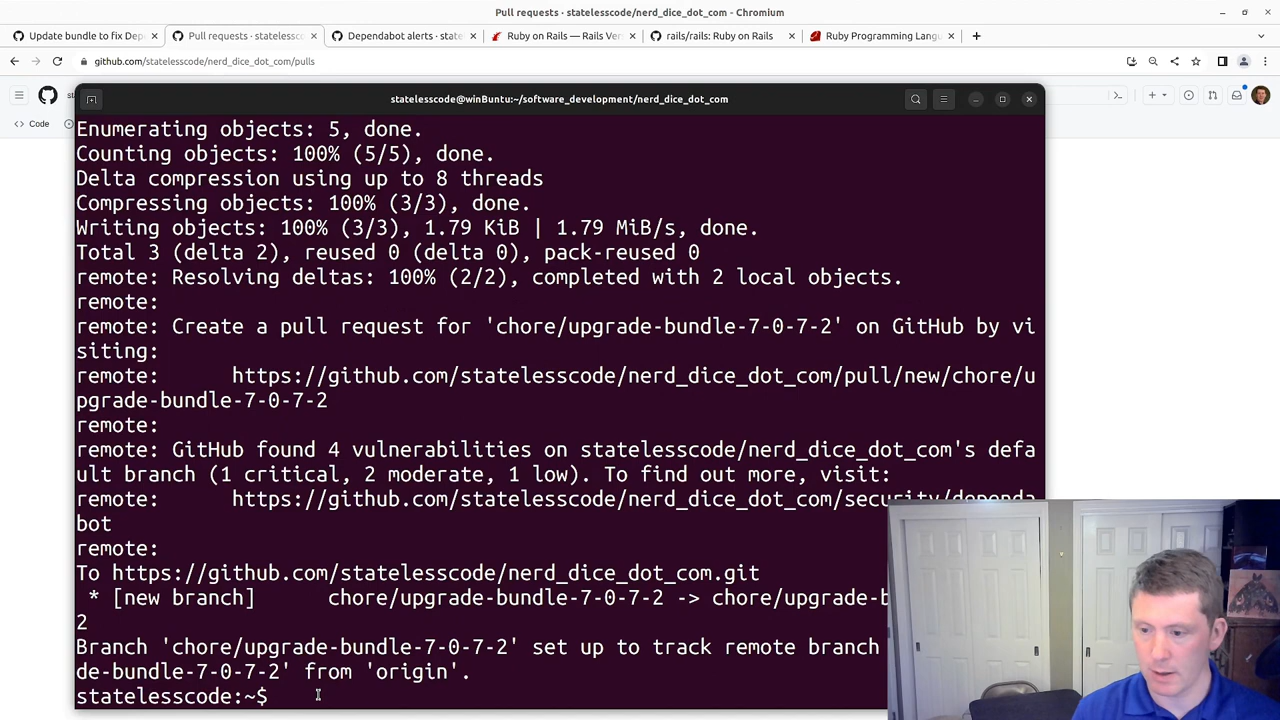 Pull requests · statelesscode/nerd_dice_dot_com - Chromium
Update bundle to fix Dep
Pull requests · statelessc
Dependabot alerts · state
Ruby on Rails — Rails Ver
rails/rails: Ruby on Rails
Ruby Programming Langu
github.com/statelesscode/nerd_dice_dot_com/pulls
Code
statelesscode@winBuntu:~/software_development/nerd_dice_dot_com
Enumerating objects: 5, done.
Counting objects: 100% (5/5), done.
Delta compression using up to 8 threads
Compressing objects: 100% (3/3), done.
Writing objects: 100% (3/3), 1.79 KiB | 1.79 MiB/s, done.
Total 3 (delta 2), reused 0 (delta 0), pack-reused 0
remote: Resolving deltas: 100% (2/2), completed with 2 local objects.
remote:
remote: Create a pull request for 'chore/upgrade-bundle-7-0-7-2' on GitHub by vi
siting:
remote:      https://github.com/statelesscode/nerd_dice_dot_com/pull/new/chore/u
pgrade-bundle-7-0-7-2
remote:
remote: GitHub found 4 vulnerabilities on statelesscode/nerd_dice_dot_com's defa
ult branch (1 critical, 2 moderate, 1 low). To find out more, visit:
remote:      https://github.com/statelesscode/nerd_dice_dot_com/security/dependa
bot
remote:
To https://github.com/statelesscode/nerd_dice_dot_com.git
 * [new branch]      chore/upgrade-bundle-7-0-7-2 -> chore/upgrade-b
2
Branch 'chore/upgrade-bundle-7-0-7-2' set up to track remote branch
de-bundle-7-0-7-2' from 'origin'.
statelesscode:~$